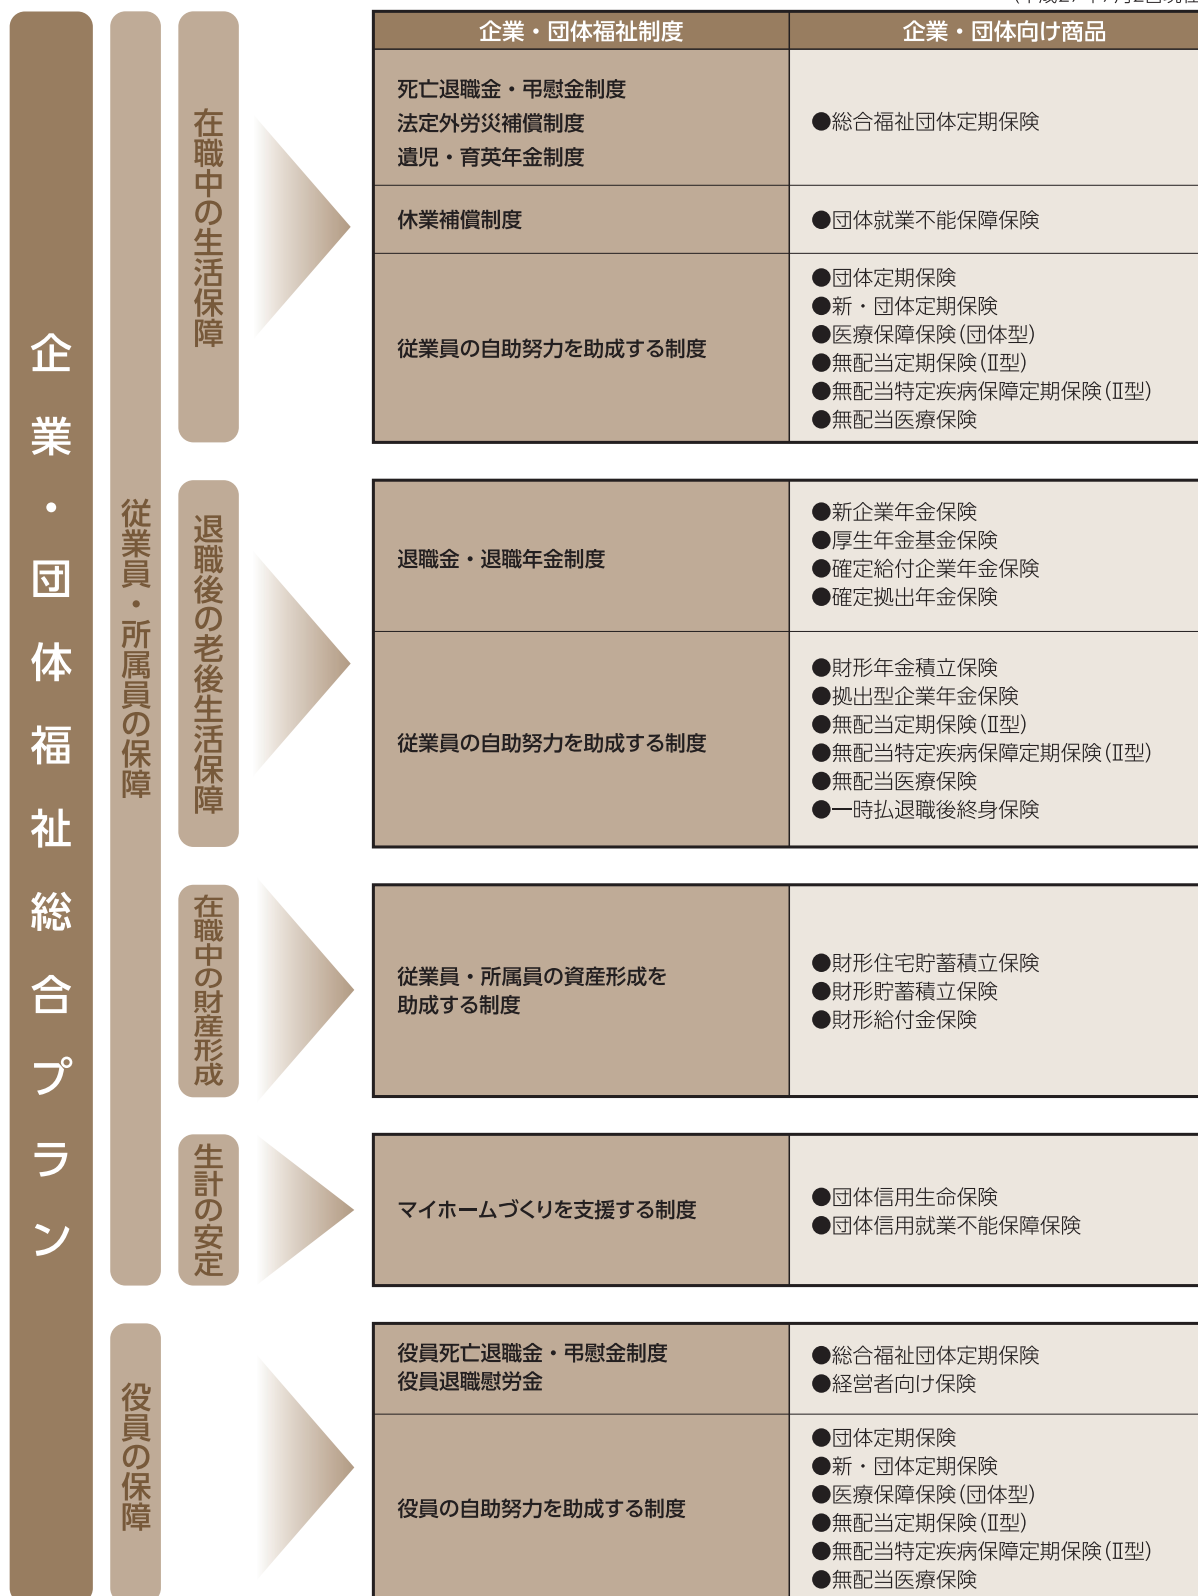 企業・団体福祉総合プラン
従業員・所属員の保障
在職中の生活保障
企業・団体福祉制度
企業・団体向け商品
死亡退職金・弔慰金制度
法定外労災補償制度
遺児・育英年金制度
●総合福祉団体定期保険
休業補償制度
●団体就業不能保障保険
従業員の自助努力を助成する制度
●団体定期保険
●新・団体定期保険
●医療保障保険(団体型)
●無配当定期保険(Ⅱ型)
●無配当特定疾病保障定期保険(Ⅱ型)
●無配当医療保険
退職後の老後生活保障
退職金・退職年金制度
●新企業年金保険
●厚生年金基金保険
●確定給付企業年金保険
●確定拠出年金保険
従業員の自助努力を助成する制度
●財形年金積立保険
●拠出型企業年金保険
●無配当定期保険(Ⅱ型)
●無配当特定疾病保障定期保険(Ⅱ型)
●無配当医療保険
●一時払退職後終身保険
在職中の財産形成
従業員・所属員の資産形成を
助成する制度
●財形住宅貯蓄積立保険
●財形貯蓄積立保険
●財形給付金保険
生計の安定
マイホームづくりを支援する制度
●団体信用生命保険
●団体信用就業不能保障保険
役員の保障
役員死亡退職金・弔慰金制度
役員退職慰労金
●総合福祉団体定期保険
●経営者向け保険
役員の自助努力を助成する制度
●団体定期保険
●新・団体定期保険
●医療保障保険(団体型)
●無配当定期保険(Ⅱ型)
●無配当特定疾病保障定期保険(Ⅱ型)
●無配当医療保険